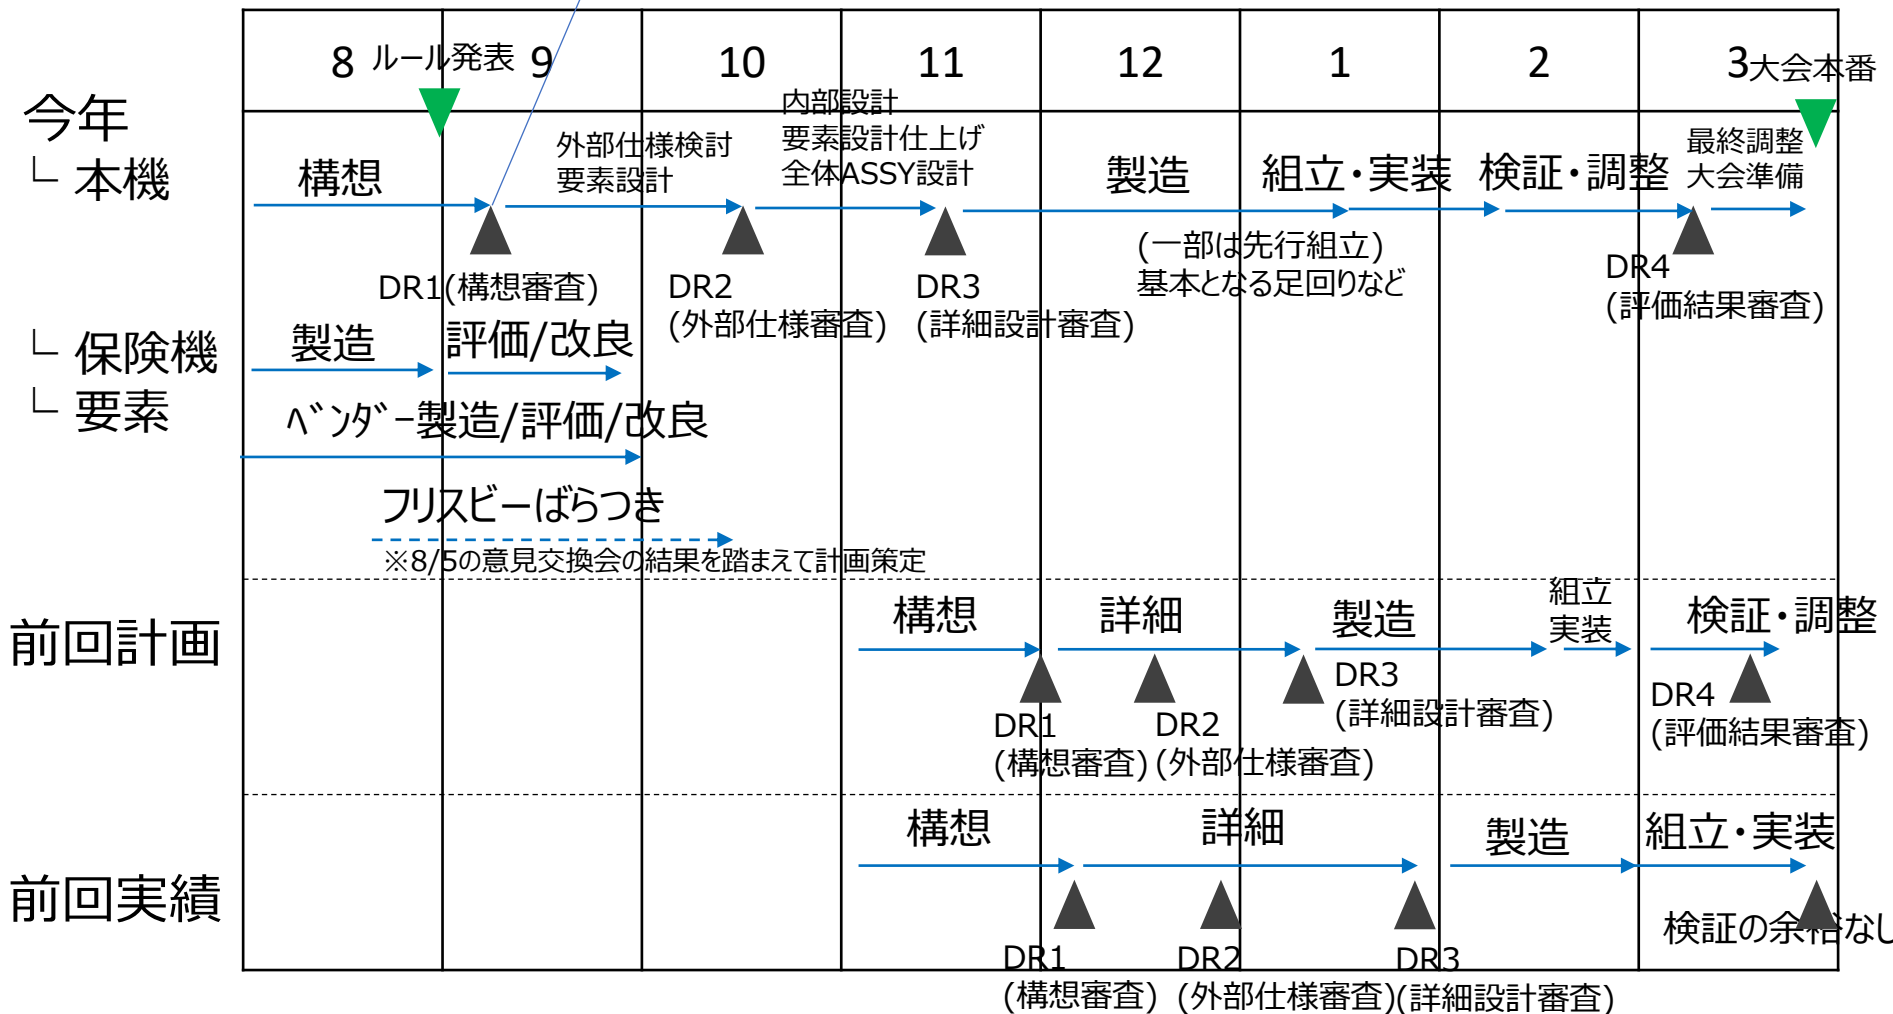 8
ルール発表
9
10
11
12
1
2
3
大会本番
今年
└ 本機
構想
外部仕様検討
要素設計
内部設計
要素設計仕上げ
全体ASSY設計
製造
組立・実装
検証・調整
最終調整
大会準備
DR1(構想審査)
DR2
(外部仕様審査)
DR3
(詳細設計審査)
(一部は先行組立)
基本となる足回りなど
DR4
(評価結果審査)
└ 保険機
製造
評価/改良
└ 要素
ベンダー製造/評価/改良
フリスビーばらつき
※8/5の意見交換会の結果を踏まえて計画策定
前回計画
構想
詳細
製造
組立
実装
検証・調整
DR1
(構想審査)
DR2
(外部仕様審査)
DR3
(詳細設計審査)
DR4
(評価結果審査)
前回実績
構想
詳細
製造
組立・実装
検証の余裕なし
DR1
(構想審査)
DR2
(外部仕様審査)
DR3
(詳細設計審査)